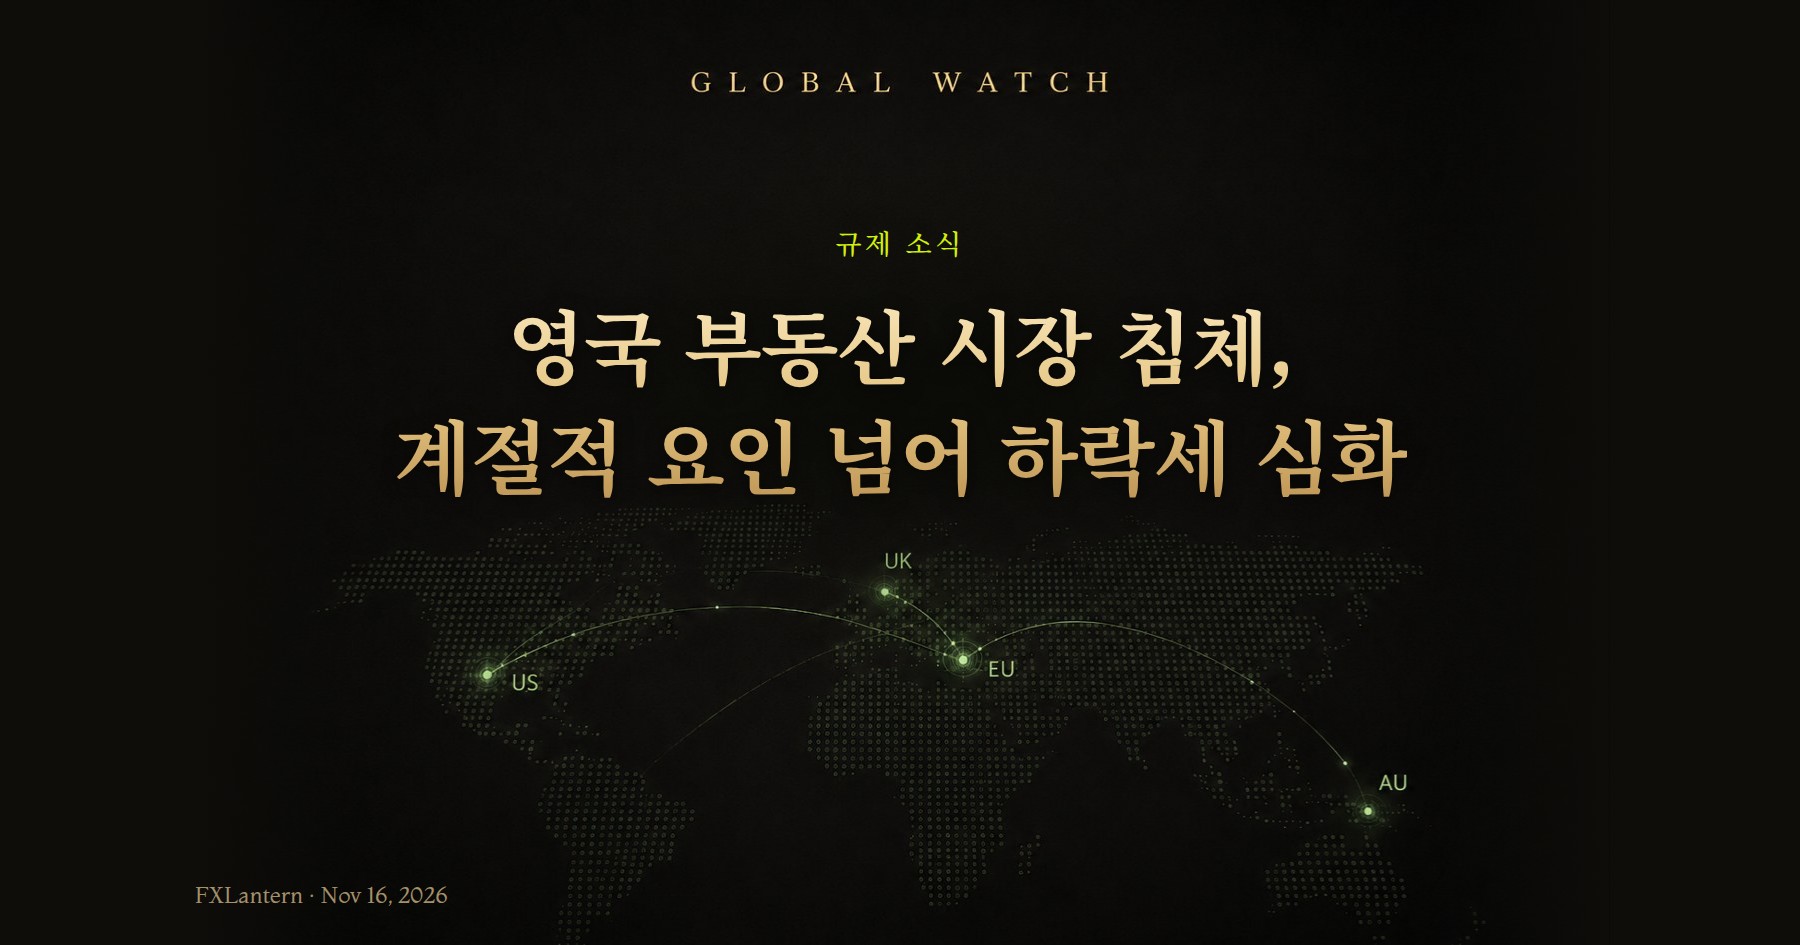 GLOBAL WATCH
규제 소식
영국 부동산 시장 침체,
계절적 요인 넘어 하락세 심화
UK
EU
US
AU
FXLantern · Nov 16, 2026